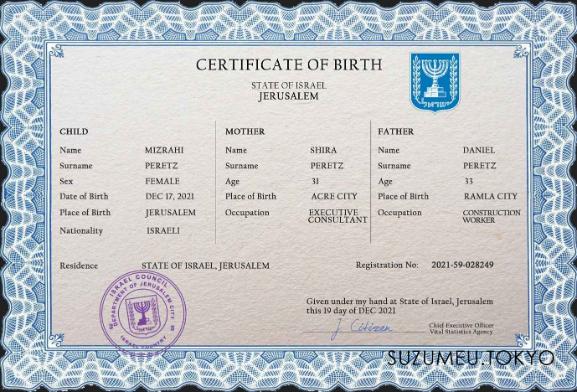 CERTIFICATE OF BIRTH
STATE OF ISRAEL
JERUSALEM
ישראל
CHILD
Name MIZRAHI
Surname PERETZ
Sex FEMALE
Date of Birth DEC 17, 2021
Place of Birth JERUSALEM
Nationality ISRAELI
MOTHER
Name SHIRA
Surname PERETZ
Age 31
Place of Birth ACRE CITY
Occupation EXECUTIVE
CONSULTANT
FATHER
Name DANIEL
Surname PERETZ
Age 33
Place of Birth RAMLA CITY
Occupation CONSTRUCTION
WORKER
Residence STATE OF ISRAEL, JERUSALEM
Registration No: 2021-59-028249
ISRAEL COUNCIL
DEPARTMENT OF JERUSALEM CITY
ISRAEL COUNTRY
Given under my hand at State of Israel, Jerusalem
this 19 day of DEC 2021
J. Citizen
Chief Executive Officer
Vital Statistics Agency
SUZUMEU.TOKYO